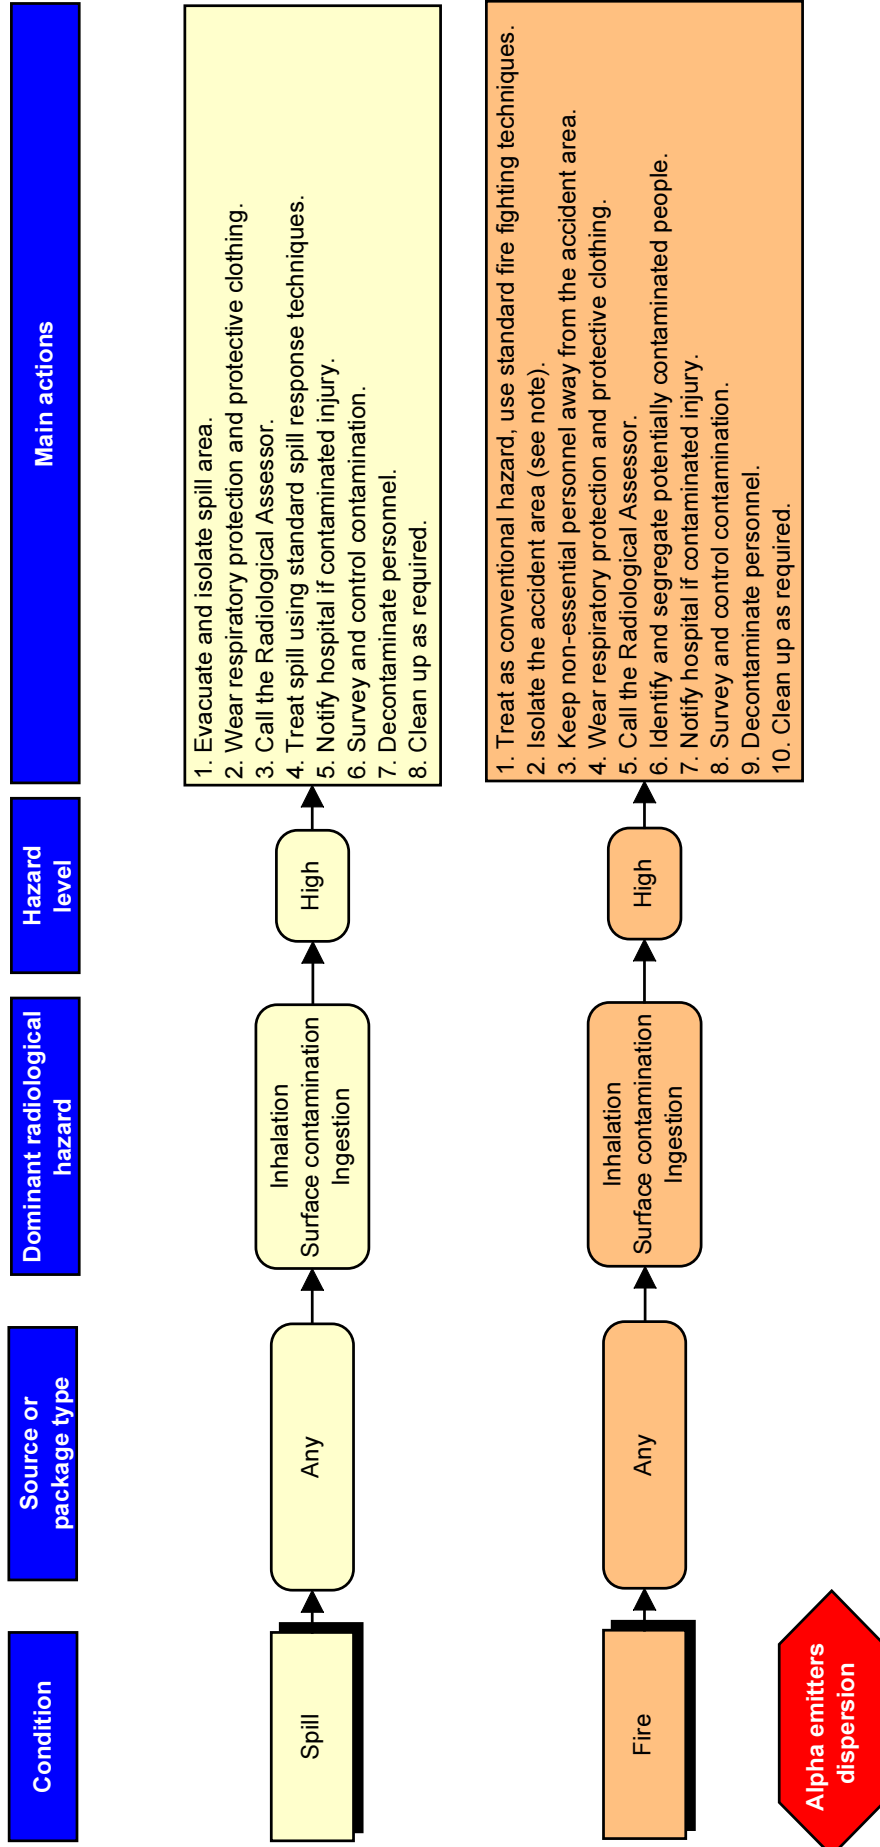 Condition
Source or
package type
Dominant radiological
hazard
Hazard
level
Main actions
Spill
Any
Inhalation
Surface contamination
Ingestion
High
1. Evacuate and isolate spill area.
2. Wear respiratory protection and protective clothing.
3. Call the Radiological Assessor.
4. Treat spill using standard spill response techniques.
5. Notify hospital if contaminated injury.
6. Survey and control contamination.
7. Decontaminate personnel.
8. Clean up as required.
Fire
Any
Inhalation
Surface contamination
Ingestion
High
1. Treat as conventional hazard, use standard fire fighting techniques.
2. Isolate the accident area (see note).
3. Keep non-essential personnel away from the accident area.
4. Wear respiratory protection and protective clothing.
5. Call the Radiological Assessor.
6. Identify and segregate potentially contaminated people.
7. Notify hospital if contaminated injury.
8. Survey and control contamination.
9. Decontaminate personnel.
10. Clean up as required.
Alpha emitters
dispersion